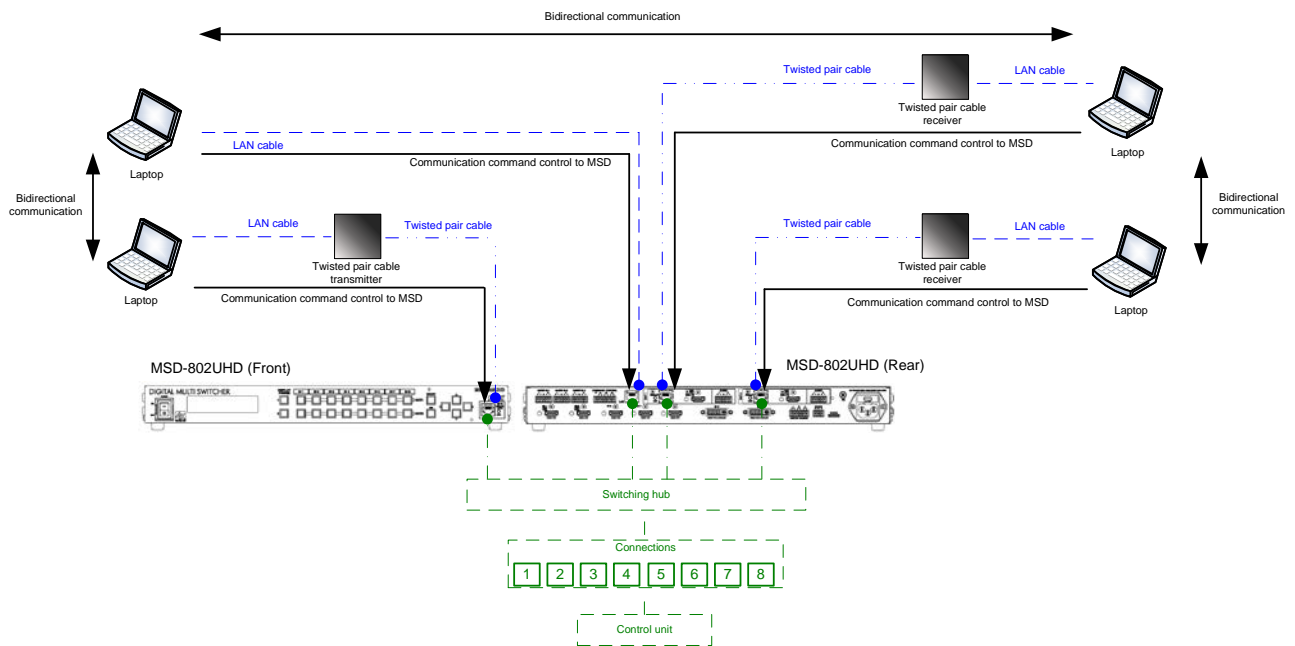 Bidirectional communication
Twisted pair cable
LAN cable
Twisted pair cable
receiver
Laptop
LAN cable
Communication command control to MSD
Laptop
Communication command control to MSD
Bidirectional
communication
Bidirectional
communication
LAN cable
Twisted pair cable
Twisted pair cable
transmitter
Laptop
Communication command control to MSD
Twisted pair cable
LAN cable
Twisted pair cable
receiver
Laptop
Communication command control to MSD
MSD-802UHD (Front)
MSD-802UHD (Rear)
DIGITAL MULTI SWITCHER
Switching hub
Connections
1 2 3 4 5 6 7 8
Control unit